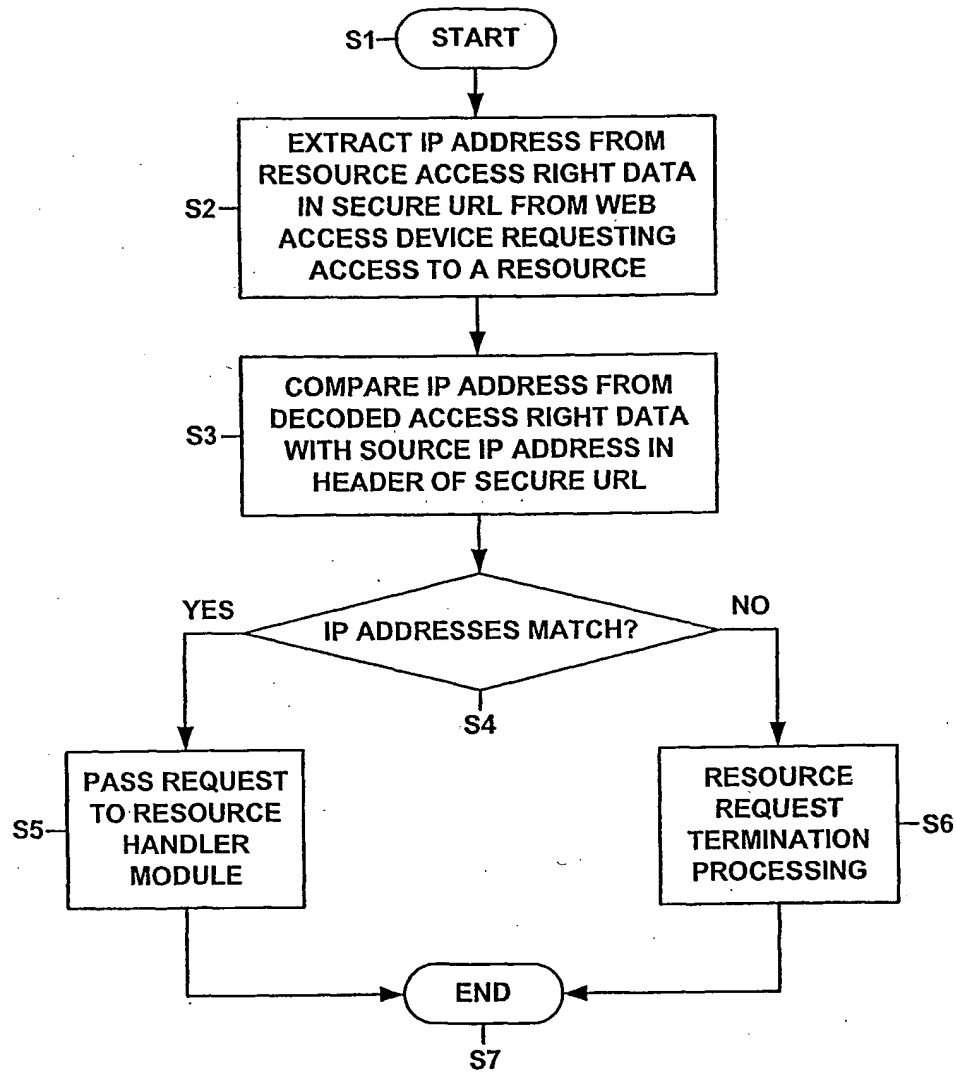 S1
START
EXTRACT IP ADDRESS FROM
RESOURCE ACCESS RIGHT DATA
IN SECURE URL FROM WEB
ACCESS DEVICE REQUESTING
ACCESS TO A RESOURCE
S2
COMPARE IP ADDRESS FROM
DECODED ACCESS RIGHT DATA
WITH SOURCE IP ADDRESS IN
HEADER OF SECURE URL
S3
YES
NO
IP ADDRESSES MATCH?
S4
PASS REQUEST
TO RESOURCE
HANDLER
MODULE
S5
RESOURCE
REQUEST
TERMINATION
PROCESSING
S6
END
S7